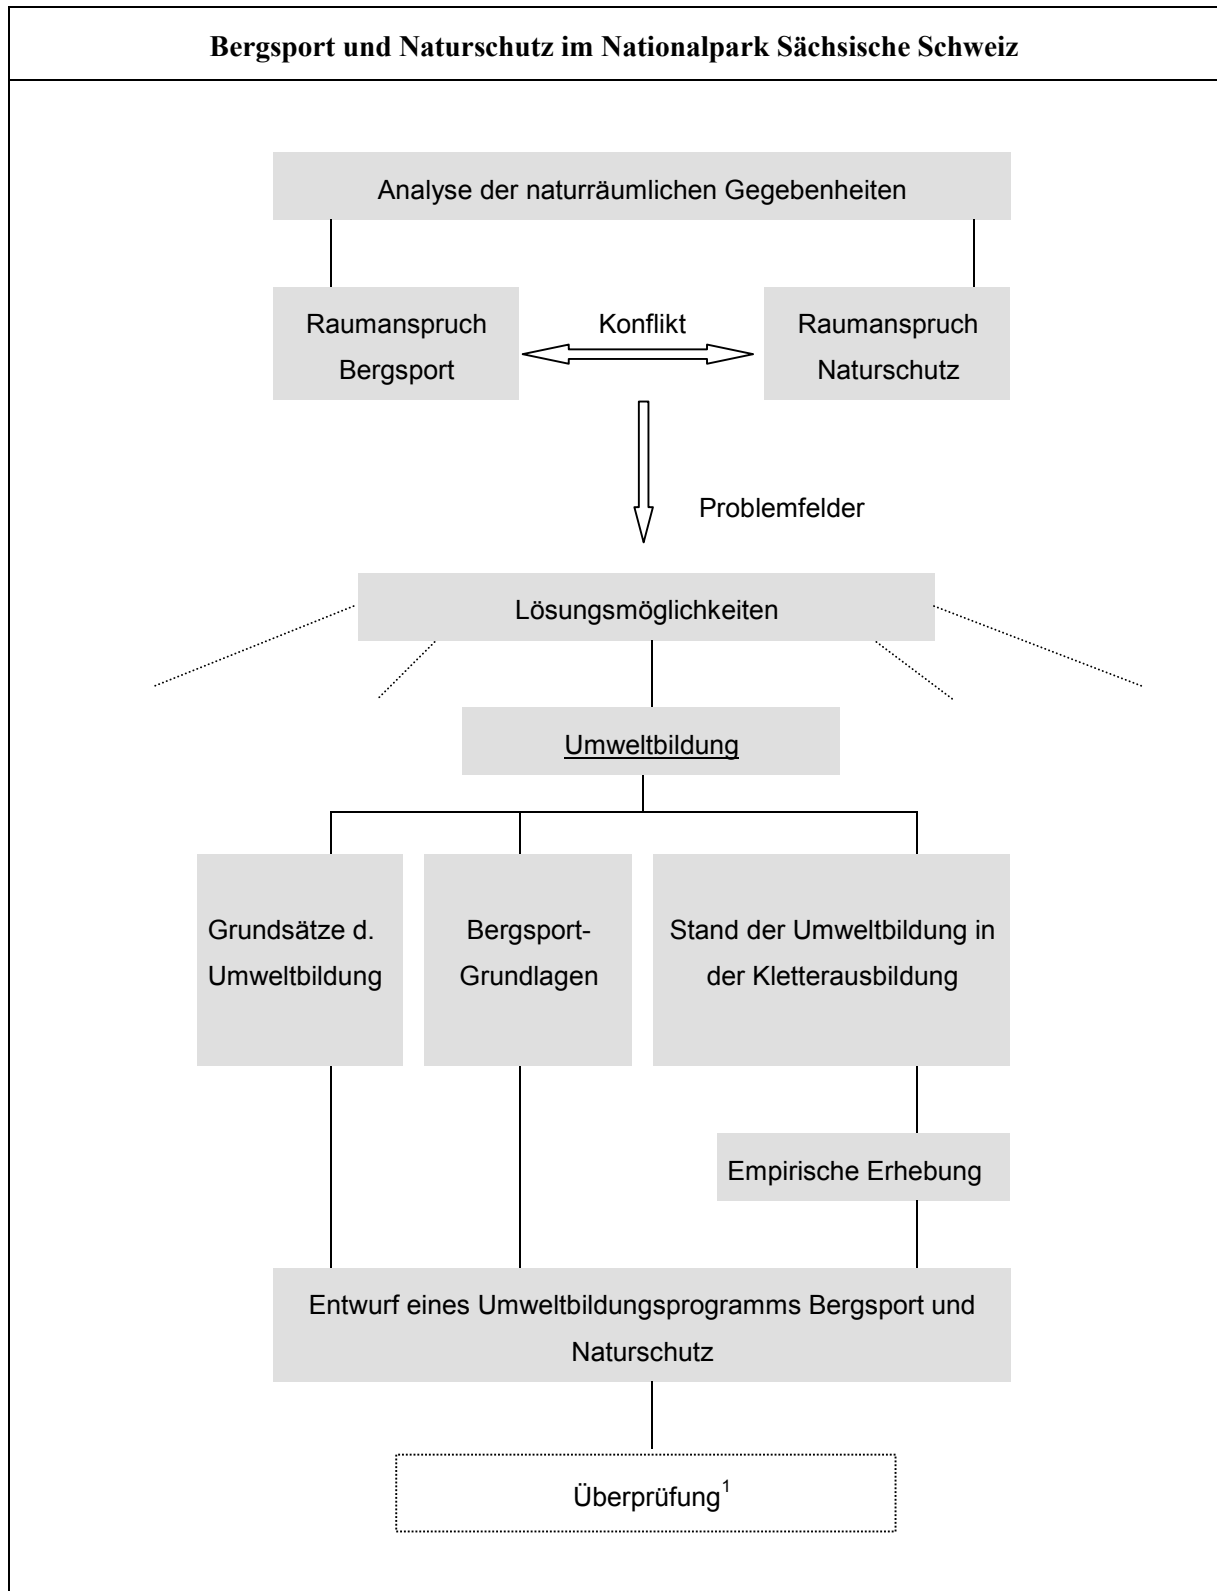 Bergsport und Naturschutz im Nationalpark Sächsische Schweiz
Analyse der naturräumlichen Gegebenheiten
Raumanspruch
Bergsport
Konflikt
Raumanspruch
Naturschutz
Problemfelder
Lösungsmöglichkeiten
Umweltbildung
Grundsätze d.
Umweltbildung
Bergsport-
Grundlagen
Stand der Umweltbildung in
der Kletterausbildung
Empirische Erhebung
Entwurf eines Umweltbildungsprogramms Bergsport und
Naturschutz
Überprüfung¹